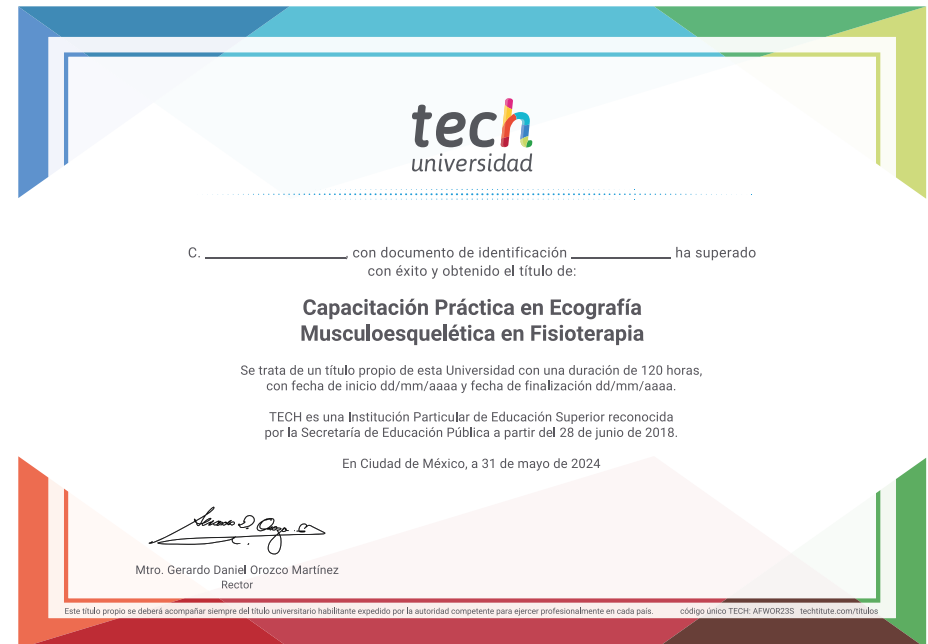 tech
universidad
C. ________________, con documento de identificación ____________ ha superado
con éxito y obtenido el título de:
Capacitación Práctica en Ecografía
Musculoesquelética en Fisioterapia
Se trata de un título propio de esta Universidad con una duración de 120 horas,
con fecha de inicio dd/mm/aaaa y fecha de finalización dd/mm/aaaa.
TECH es una Institución Particular de Educación Superior reconocida
por la Secretaría de Educación Pública a partir del 28 de junio de 2018.
En Ciudad de México, a 31 de mayo de 2024
Mtro. Gerardo Daniel Orozco Martínez
Rector
Este título propio se deberá acompañar siempre del título universitario habilitante expedido por la autoridad competente para ejercer profesionalmente en cada país. código único TECH: AFWOR23S techtitute.com/titulos